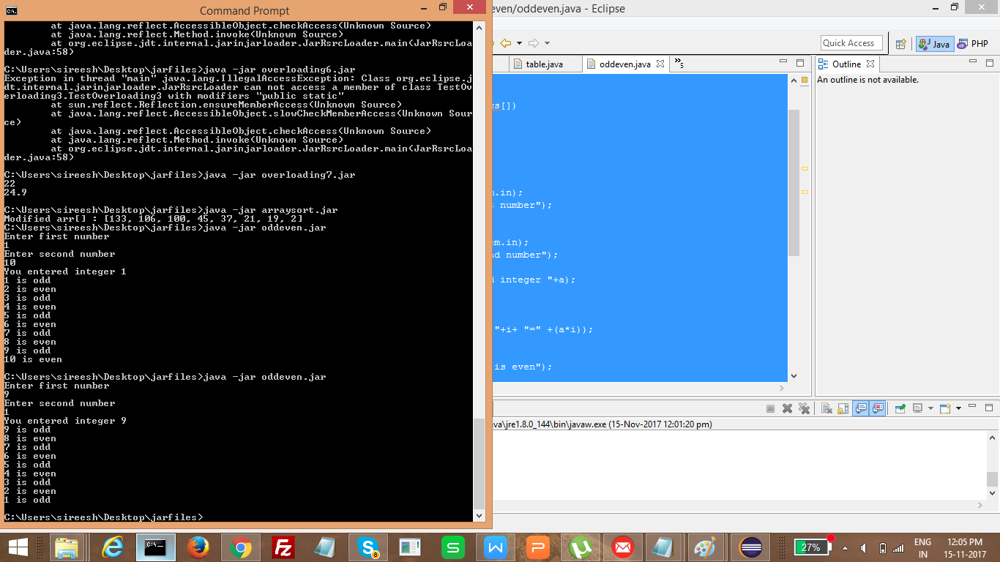 Command Prompt
        at java.lang.reflect.AccessibleObject.checkAccess(Unknown Source)
        at java.lang.reflect.Method.invoke(Unknown Source)
        at org.eclipse.jdt.internal.jarinjarloader.JarRsrcLoader.main(JarRsrcLoa
der.java:58)
C:\Users\sireesh\Desktop\jarfiles>java -jar overloading6.jar
Exception in thread "main" java.lang.IllegalAccessException: Class org.eclipse.j
dt.internal.jarinjarloader.JarRsrcLoader can not access a member of class TestOv
erloading3.TestOverloading3 with modifiers "public static"
        at sun.reflect.Reflection.ensureMemberAccess(Unknown Source)
        at java.lang.reflect.AccessibleObject.slowCheckMemberAccess(Unknown Sour
ce)
        at java.lang.reflect.AccessibleObject.checkAccess(Unknown Source)
        at java.lang.reflect.Method.invoke(Unknown Source)
        at org.eclipse.jdt.internal.jarinjarloader.JarRsrcLoader.main(JarRsrcLoa
der.java:58)
C:\Users\sireesh\Desktop\jarfiles>java -jar overloading7.jar
22
24.9
C:\Users\sireesh\Desktop\jarfiles>java -jar arraysort.jar
Modified arr[] : [133, 106, 100, 45, 37, 21, 19, 2]
C:\Users\sireesh\Desktop\jarfiles>java -jar oddeven.jar
Enter first number
1
Enter second number
10
You entered integer 1
1 is odd
2 is even
3 is odd
4 is even
5 is odd
6 is even
7 is odd
8 is even
9 is odd
10 is even
C:\Users\sireesh\Desktop\jarfiles>java -jar oddeven.jar
Enter first number
9
Enter second number
1
You entered integer 9
9 is odd
8 is even
7 is odd
6 is even
5 is odd
4 is even
3 is odd
2 is even
1 is odd
C:\Users\sireesh\Desktop\jarfiles>
even/oddeven.java - Eclipse
Quick Access
Java
PHP
table.java
oddeven.java
5
Outline
An outline is not available.
gs[])
m.in);
t number");
em.in);
nd number");
d integer "+a);
"+i+ "=" +(a*i));
is even");
va\jre1.8.0_144\bin\javaw.exe (15-Nov-2017 12:01:20 pm)
8
27%
ENG
IN
12:05 PM
15-11-2017